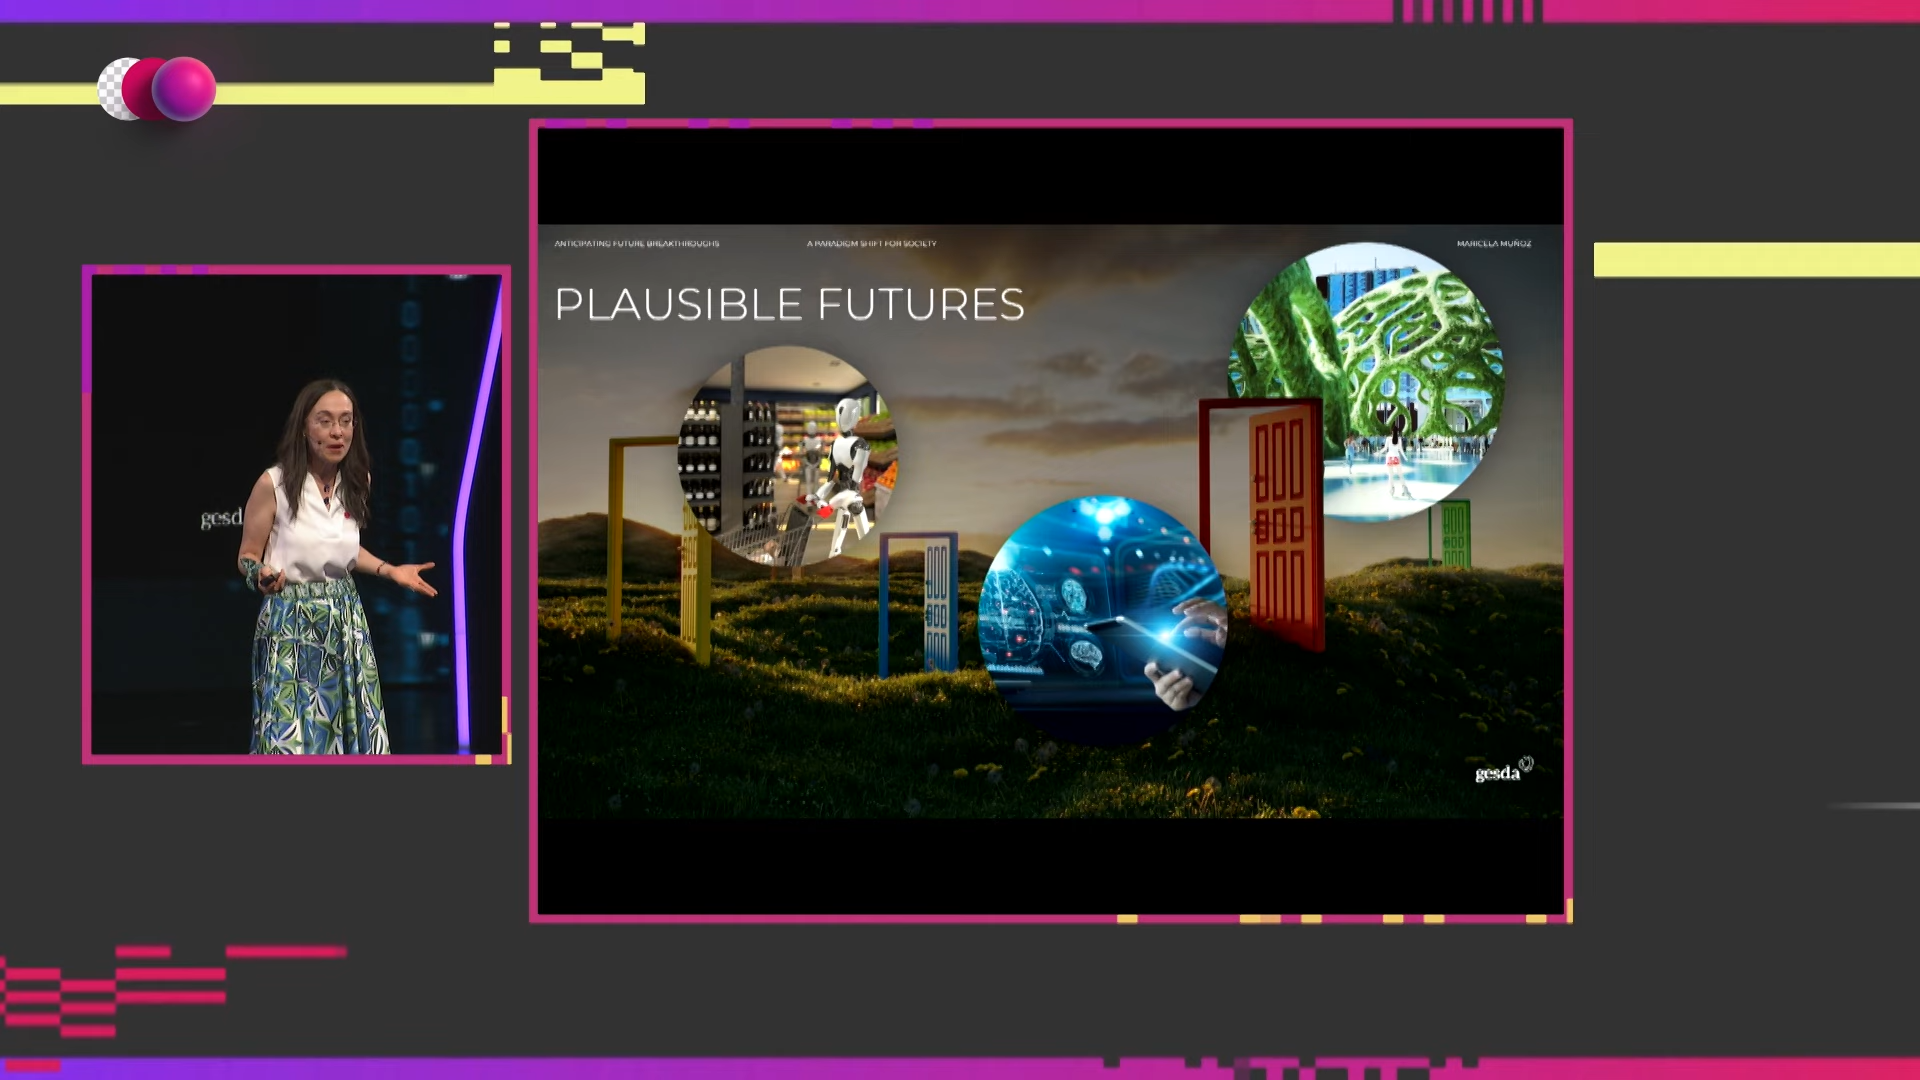 ANTICIPATING FUTURE BREAKTHROUGHS
A PARADIGM SHIFT FOR SOCIETY
MARICELA MUÑOZ
PLAUSIBLE FUTURES
gesd
gesda